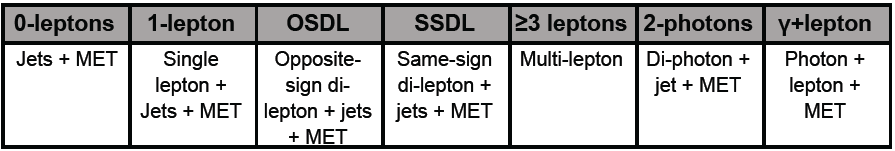 0-leptons
1-lepton
OSDL
SSDL
≥3 leptons
2-photons
γ+lepton
Jets + MET
Single
lepton +
Jets + MET
Opposite-
sign di-
lepton + jets
+ MET
Same-sign
di-lepton +
jets + MET
Multi-lepton
Di-photon +
jet + MET
Photon +
lepton +
MET